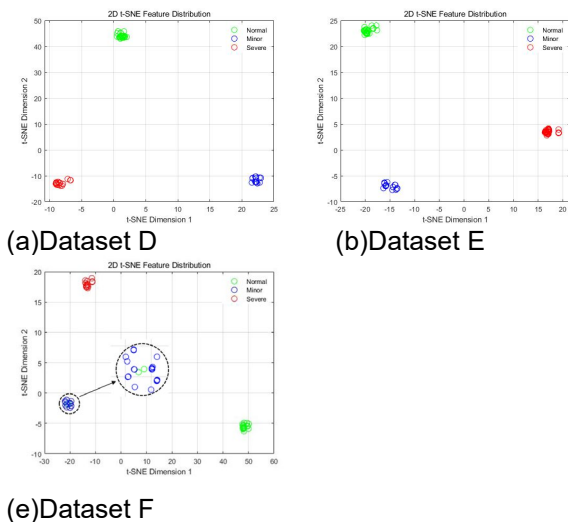 2D t-SNE Feature Distribution
Normal
Minor
Severe
50
40
30
20
10
0
-10
-20
-10
-5
0
5
10
15
20
25
t-SNE Dimension 1
t-SNE Dimension 2
(a)Dataset D
2D t-SNE Feature Distribution
Normal
Minor
Severe
25
20
15
10
5
0
-5
-10
-25
-20
-15
-10
-5
0
5
10
15
20
t-SNE Dimension 1
t-SNE Dimension 2
(b)Dataset E
2D t-SNE Feature Distribution
Normal
Minor
Severe
20
15
10
5
0
-5
-10
-30
-20
-10
0
10
20
30
40
50
60
t-SNE Dimension 1
t-SNE Dimension 2
(e)Dataset F